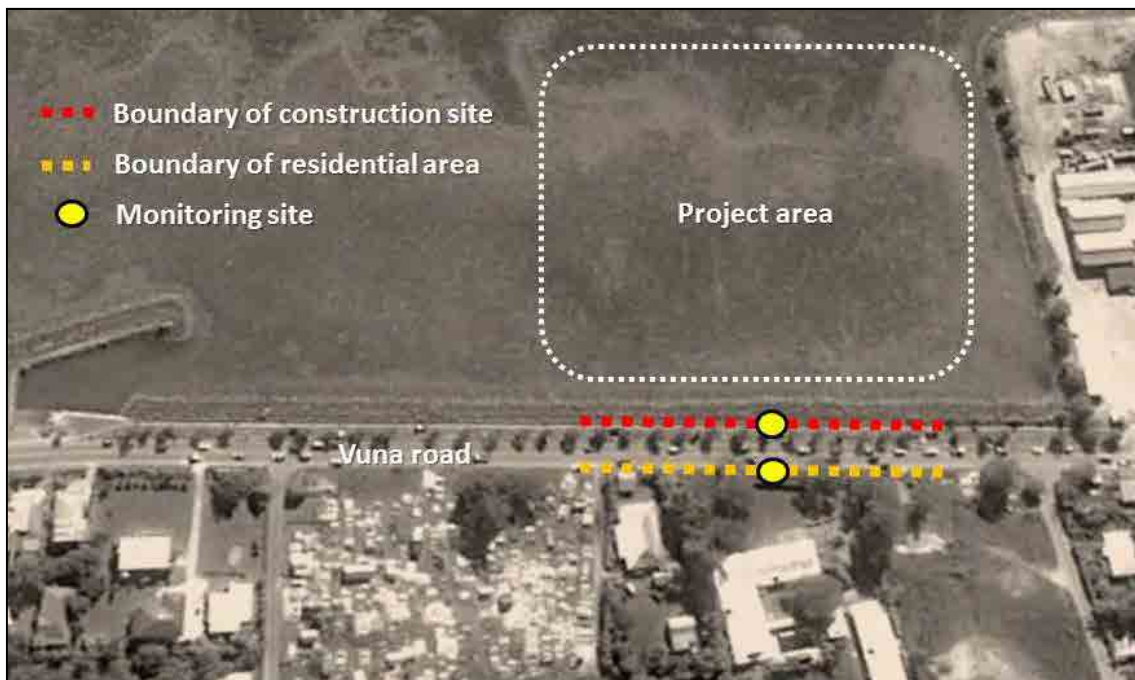 Boundary of construction site
Boundary of residential area
Monitoring site
Project area
Vuna road